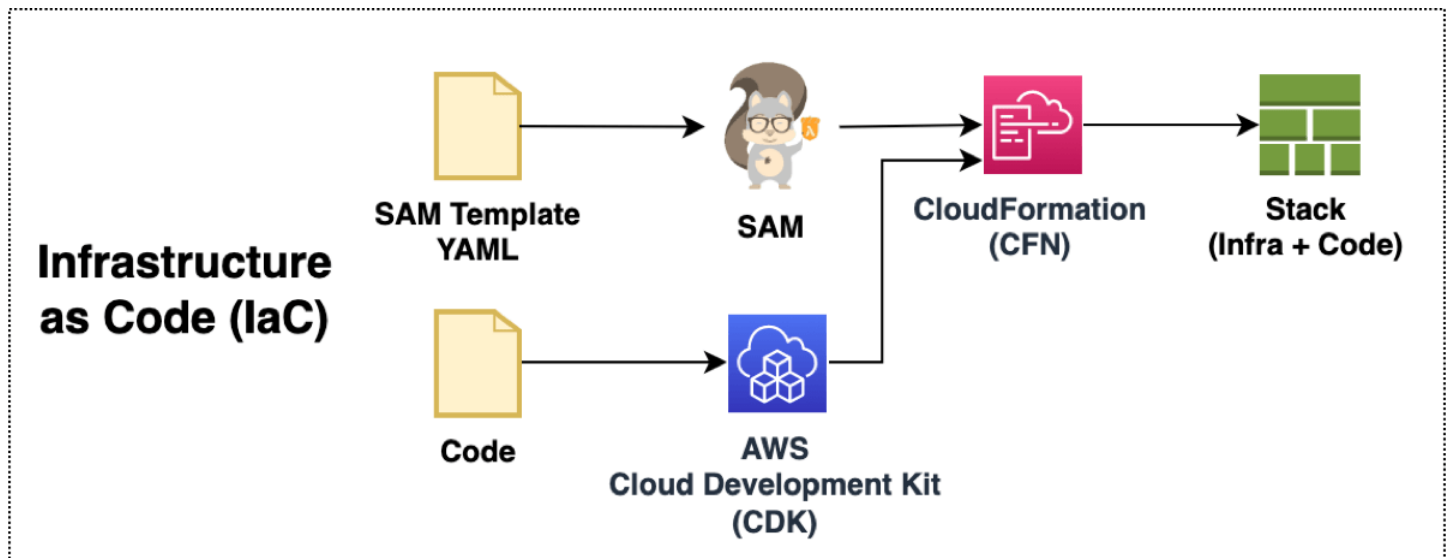 Infrastructure
as Code (IaC)
SAM Template
YAML
SAM
CloudFormation
(CFN)
Stack
(Infra + Code)
Code
AWS
Cloud Development Kit
(CDK)